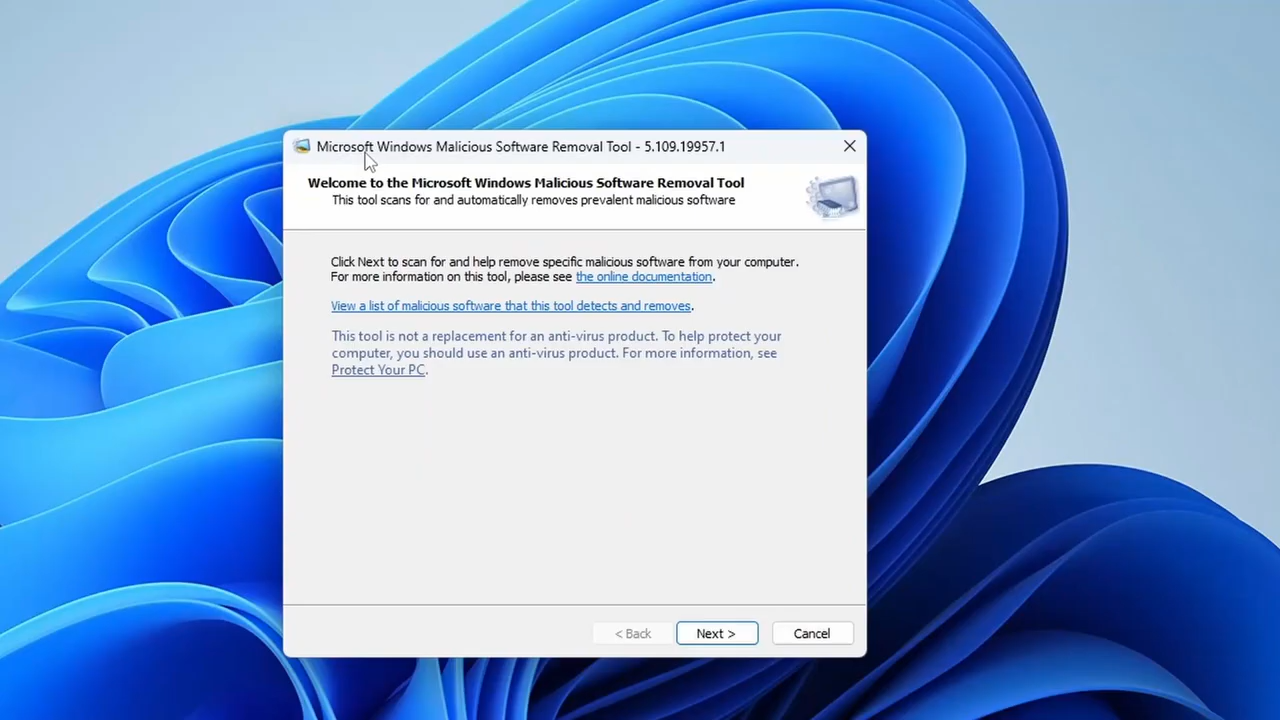 Microsoft Windows Malicious Software Removal Tool - 5.109.19957.1
Welcome to the Microsoft Windows Malicious Software Removal Tool
This tool scans for and automatically removes prevalent malicious software
Click Next to scan for and help remove specific malicious software from your computer.
For more information on this tool, please see the online documentation.
View a list of malicious software that this tool detects and removes.
This tool is not a replacement for an anti-virus product. To help protect your
computer, you should use an anti-virus product. For more information, see
Protect Your PC.
< Back
Next >
Cancel